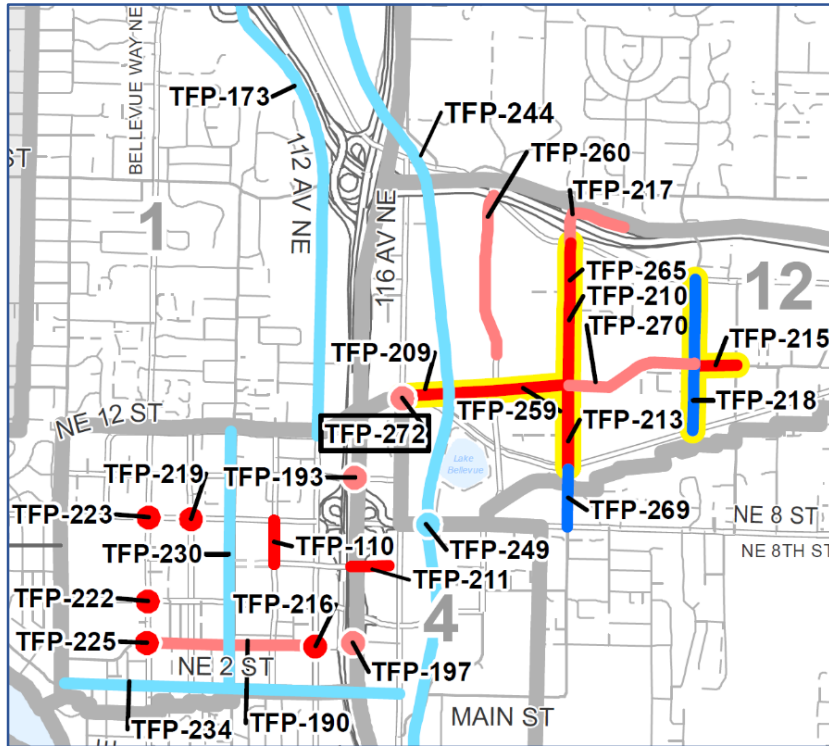 BELLEVUE WAY NE
TFP-173
TFP-244
TFP-260
TFP-217
ST
112 AV NE
1
116 AV NE
TFP-265
12
TFP-210
TFP-270
TFP-209
TFP-215
TFP-259
TFP-218
NE 12 ST
TFP-272
TFP-213
Lake
Bellevue
TFP-219
TFP-193
TFP-223
TFP-269
NE 8 ST
TFP-230
TFP-110
TFP-249
NE 8TH ST
TFP-211
TFP-222
TFP-216
4
TFP-225
NE 2 ST
TFP-197
MAIN ST
TFP-234
TFP-190